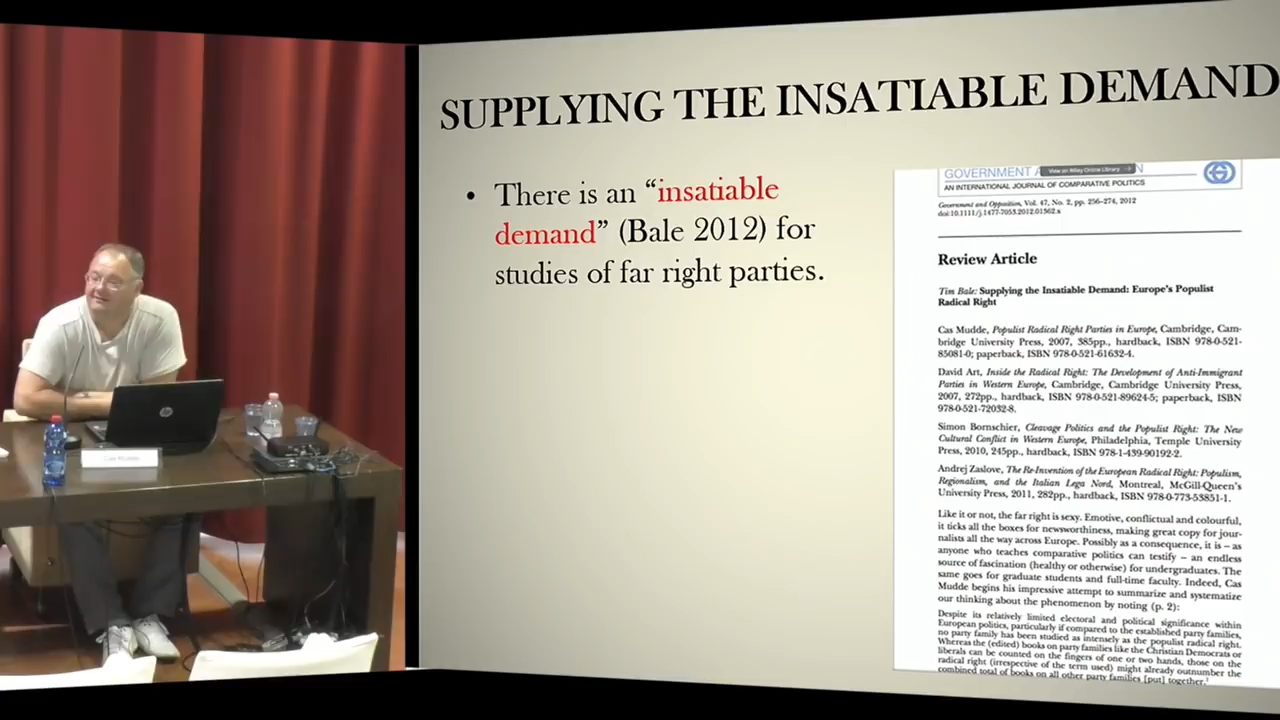 SUPPLYING THE INSATIABLE DEMAND
• There is an “insatiable
demand” (Bale 2012) for
studies of far right parties.
GOVERNMENT
View on Wiley Online Library
AN INTERNATIONAL JOURNAL OF COMPARATIVE POLITICS
Government and Opposition, Vol. 47, No. 2, pp. 256–274, 2012
doi:10.1111/j.1477-7053.2012.01362.x
Review Article
Tim Bale: Supplying the Insatiable Demand: Europe's Populist
Radical Right
Cas Mudde, Populist Radical Right Parties in Europe, Cambridge, Cam-
bridge University Press, 2007, 385pp., hardback, ISBN 978-0-521-
85081-0; paperback, ISBN 978-0-521-61632-4.
David Art, Inside the Radical Right: The Development of Anti-Immigrant
Parties in Western Europe, Cambridge, Cambridge University Press,
2007, 272pp., hardback, ISBN 978-0-521-89624-5; paperback, ISBN
978-0-521-72032-8.
Simon Bornschier, Cleavage Politics and the Populist Right: The New
Cultural Conflict in Western Europe, Philadelphia, Temple University
Press, 2010, 245pp., hardback, ISBN 978-1-439-90192-2.
Andrej Zaslove, The Re-Invention of the European Radical Right: Populism,
Regionalism, and the Italian Lega Nord, Montreal, McGill-Queen's
University Press, 2011, 282pp., hardback, ISBN 978-0-773-53851-1.
Like it or not, the far right is sexy. Emotive, conflictual and colourful,
it ticks all the boxes for newsworthiness, making great copy for jour-
nalists all the way across Europe. Possibly as a consequence, it is – as
anyone who teaches comparative politics can testify – an endless
source of fascination (healthy or otherwise) for undergraduates. The
same goes for graduate students and full-time faculty. Indeed, Cas
Mudde begins his impressive attempt to summarize and systematize
our thinking about the phenomenon by noting (p. 2):
Despite its relatively limited electoral and political significance within
European politics, particularly if compared to the established party families,
no party family has been studied as intensely as the populist radical right.
Whereas the (edited) books on party families like the Christian Democrats or
liberals can be counted on the fingers of one or two hands, those on the
radical right (irrespective of the term used) might already outnumber the
combined total of books on all other party families [put] together.¹
Cas Mudde
hp